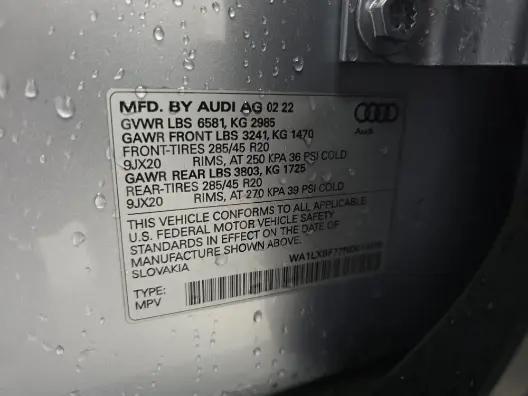 MFD. BY AUDI AG 02 22
GVWR LBS 6581, KG 2985
GAWR FRONT LBS 3241, KG 1470
FRONT-TIRES 285/45 R20
9JX20 RIMS, AT 250 KPA 36 PSI COLD
GAWR REAR LBS 3803, KG 1725
REAR-TIRES 285/45 R20
9JX20 RIMS, AT 270 KPA 39 PSI COLD
THIS VEHICLE CONFORMS TO ALL APPLICABLE
U.S. FEDERAL MOTOR VEHICLE SAFETY
STANDARDS IN EFFECT ON THE DATE OF
MANUFACTURE SHOWN ABOVE.
SLOVAKIA
TYPE:
MPV
Audi